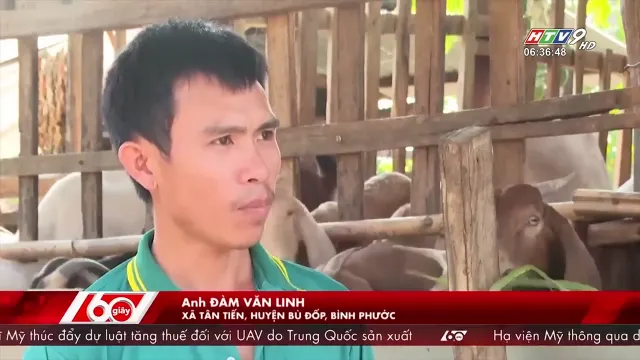 HTV9 HD
06:36:48
Anh ĐÀM VĂN LINH
XÃ TÂN TIẾN, HUYỆN BÙ ĐỐP, BÌNH PHƯỚC
60 giây
ĩ Mỹ thúc đẩy dự luật tăng thuế đối với UAV do Trung Quốc sản xuất 60 Hạ viện Mỹ thông qua d